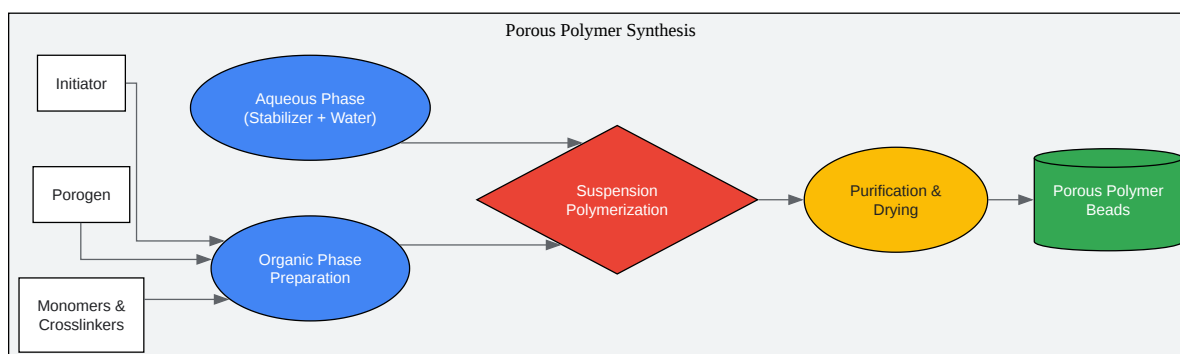 Porous Polymer Synthesis
Initiator
Aqueous Phase
(Stabilizer + Water)
Porogen
Suspension
Polymerization
Purification &
Drying
Porous Polymer
Beads
Organic Phase
Preparation
Monomers &
Crosslinkers